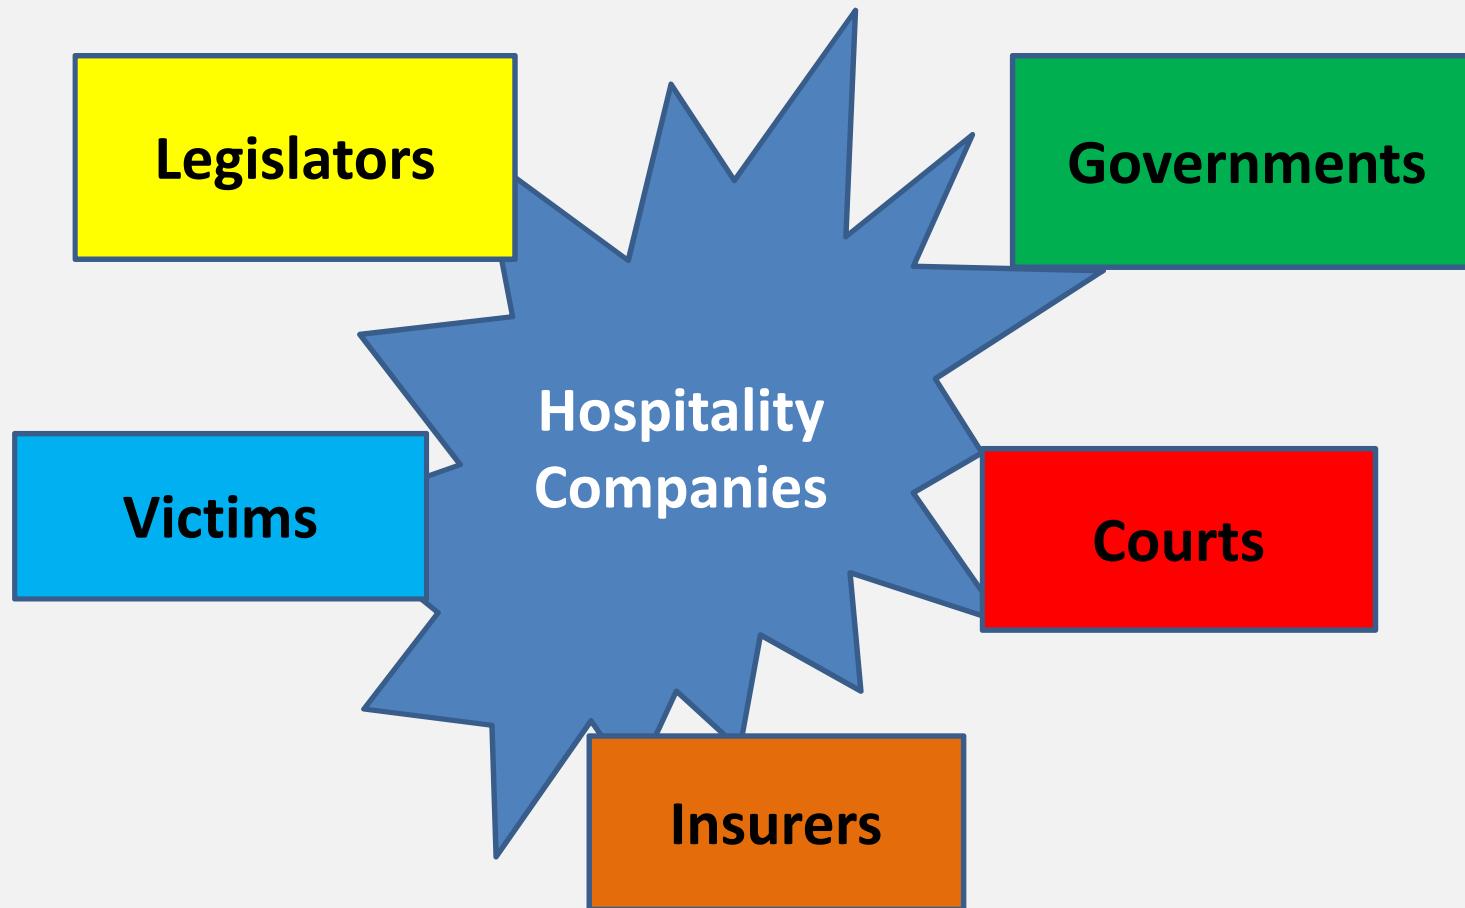 Legislators
Governments
Hospitality
Companies
Victims
Courts
Insurers